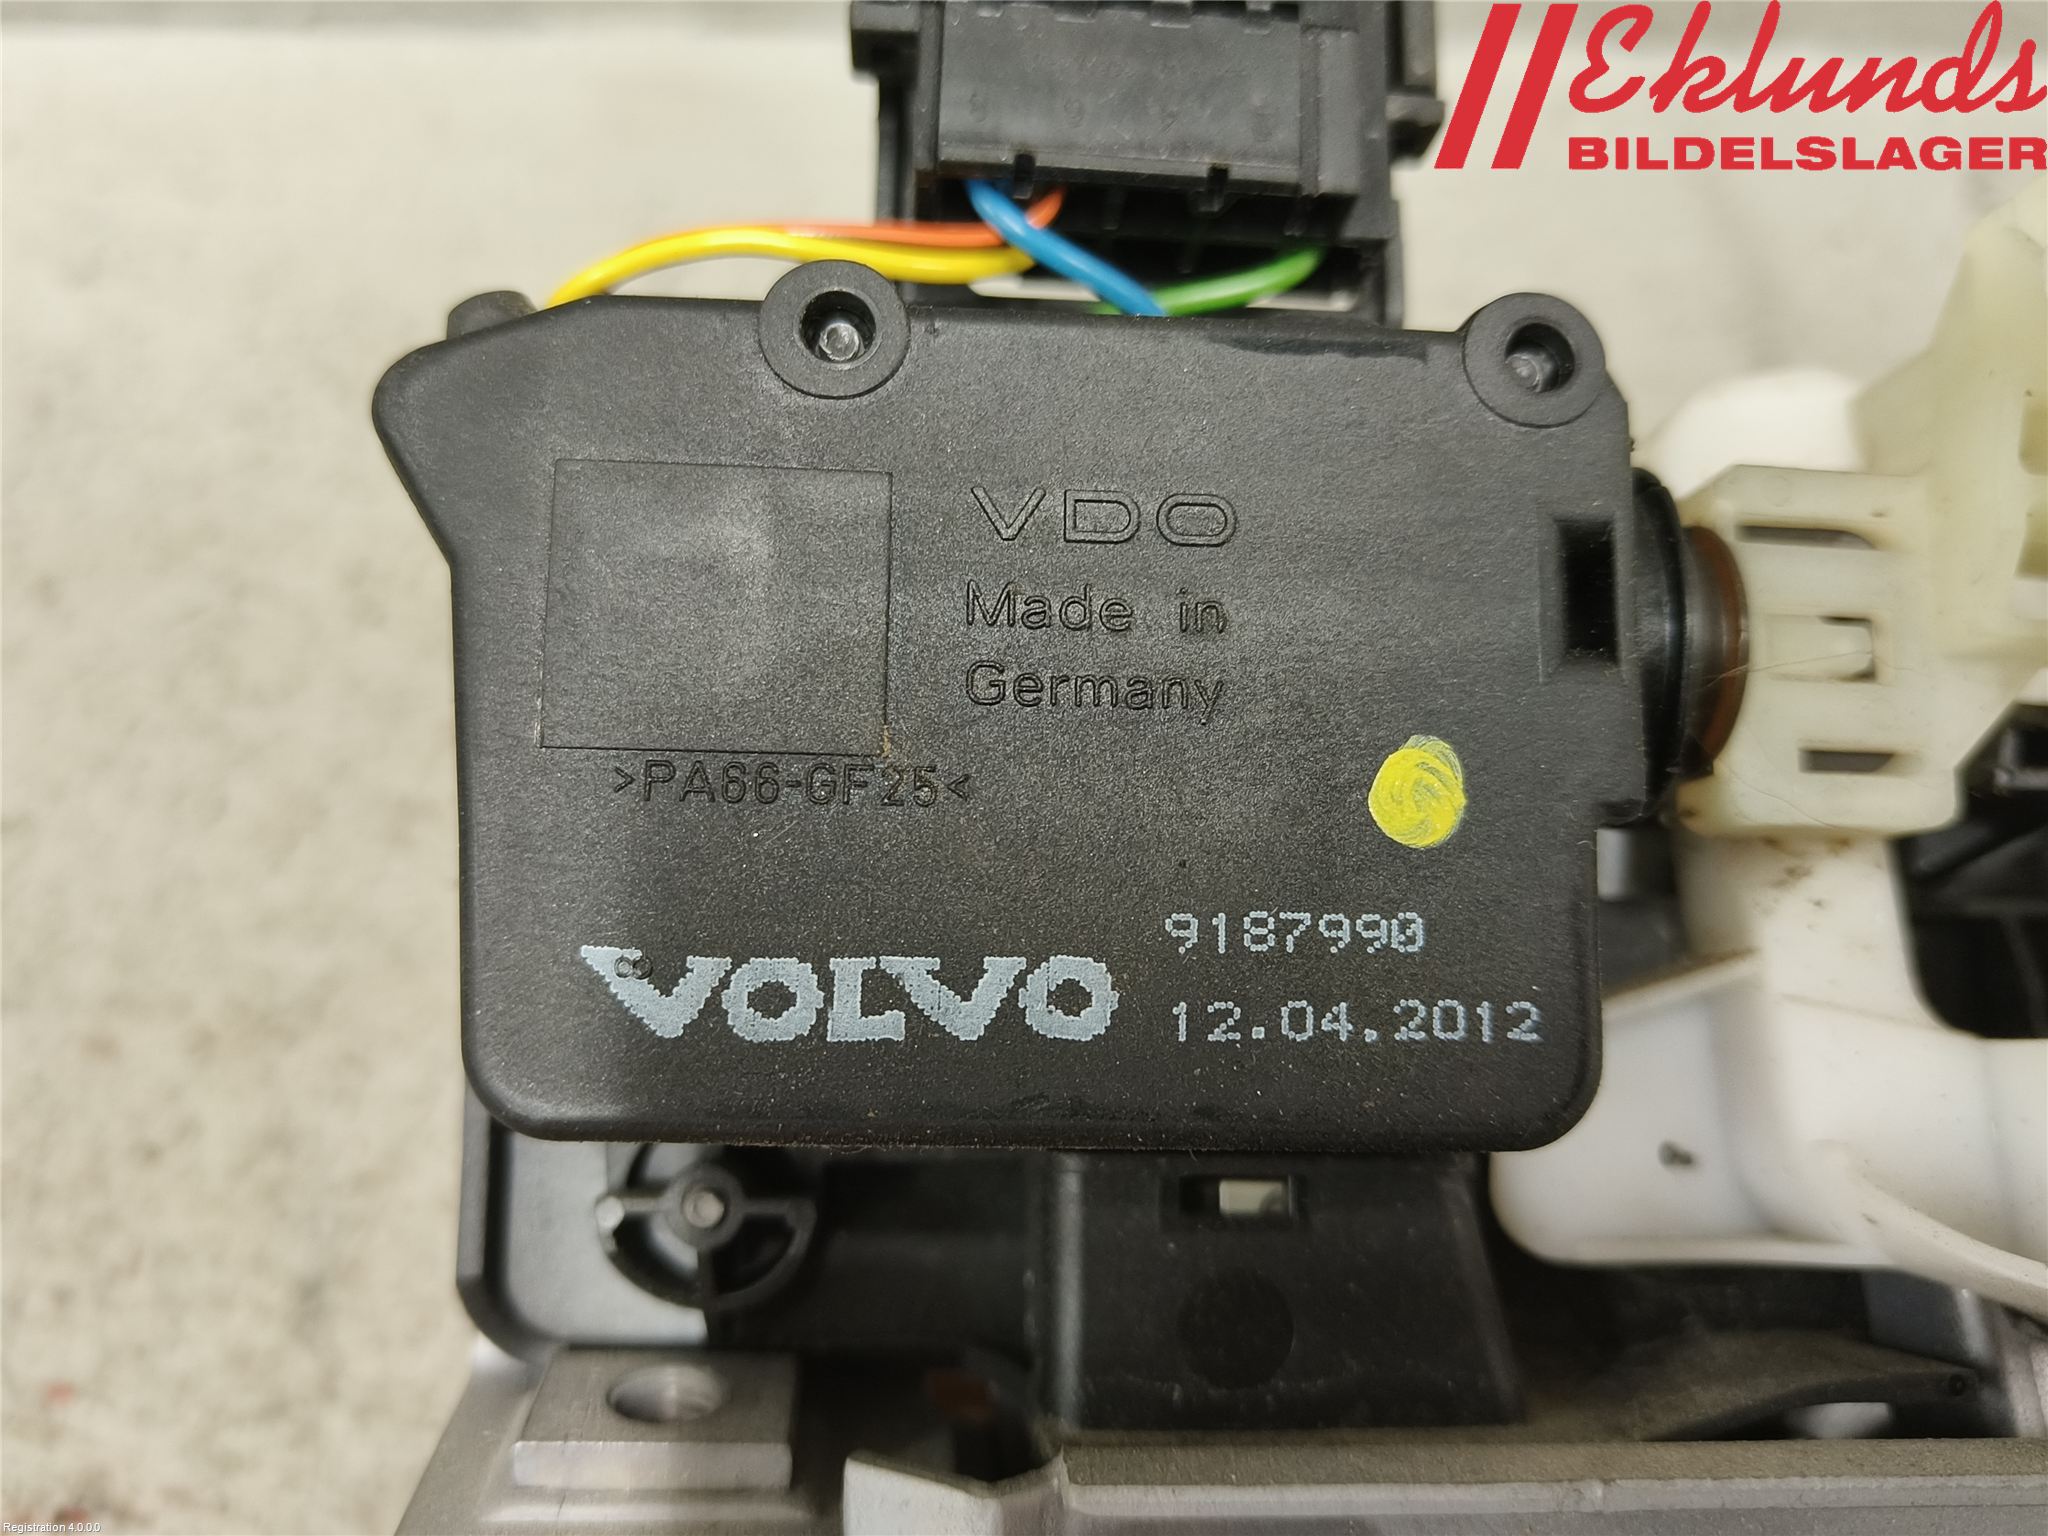 Eklunds
BILDELSLAGER
VDO
Made in
Germany
>PA66-GF25<
9187990
VOLVO
12.04.2012
Registration 4.0.0.0